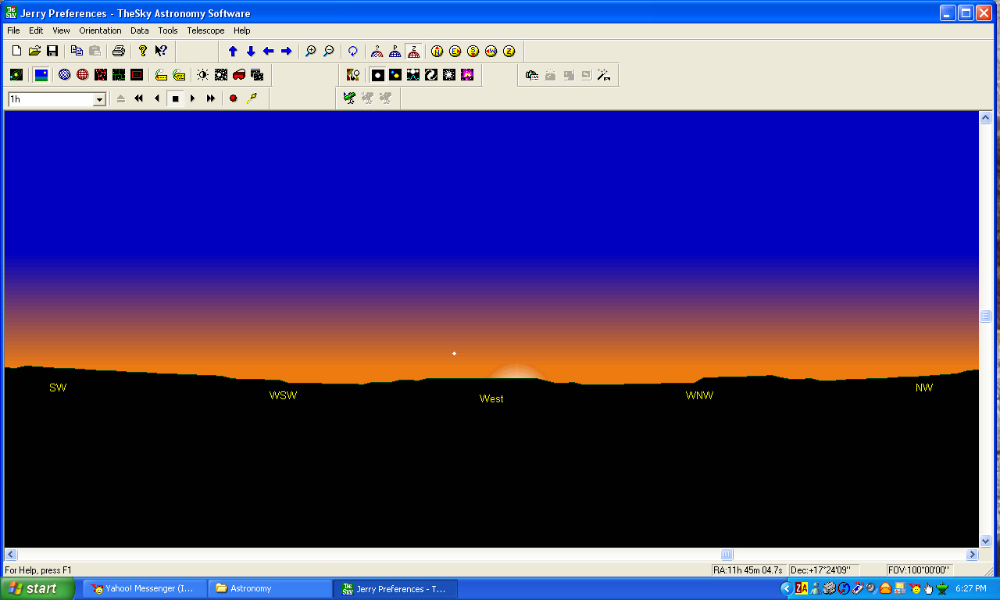 Jerry Preferences - TheSky Astronomy Software
File Edit View Orientation Data Tools Telescope Help
1h
SW
WSW
West
WNW
NW
For Help, press F1
RA:11h 45m 04.7s
Dec:+17°24'09"
FOV:100°00'00"
start
Yahoo! Messenger (I...
Astronomy
Jerry Preferences - T...
ZA
6:27 PM